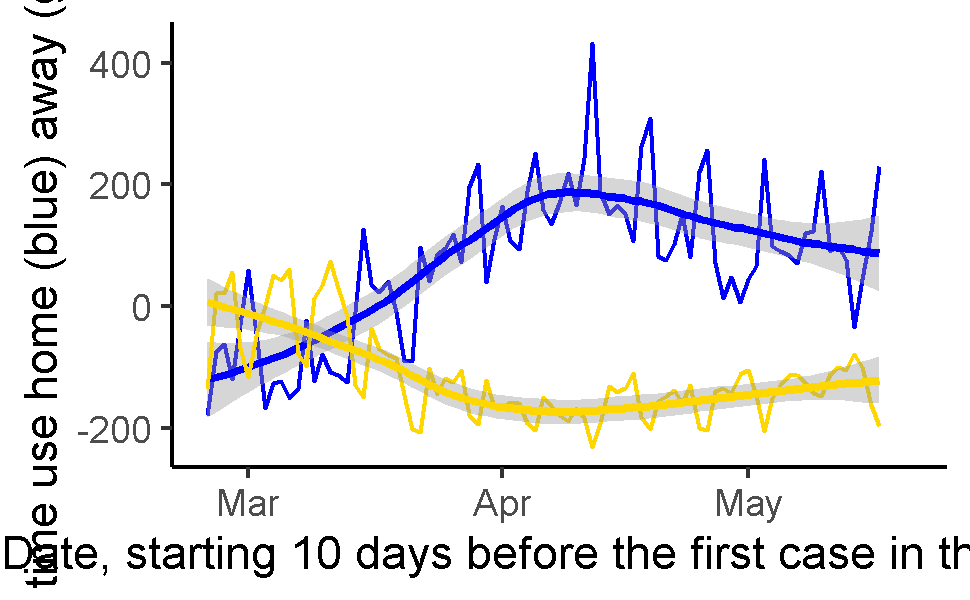 time use home (blue) away (
400
200
0
-200
Mar Apr May
Date, starting 10 days before the first case in th